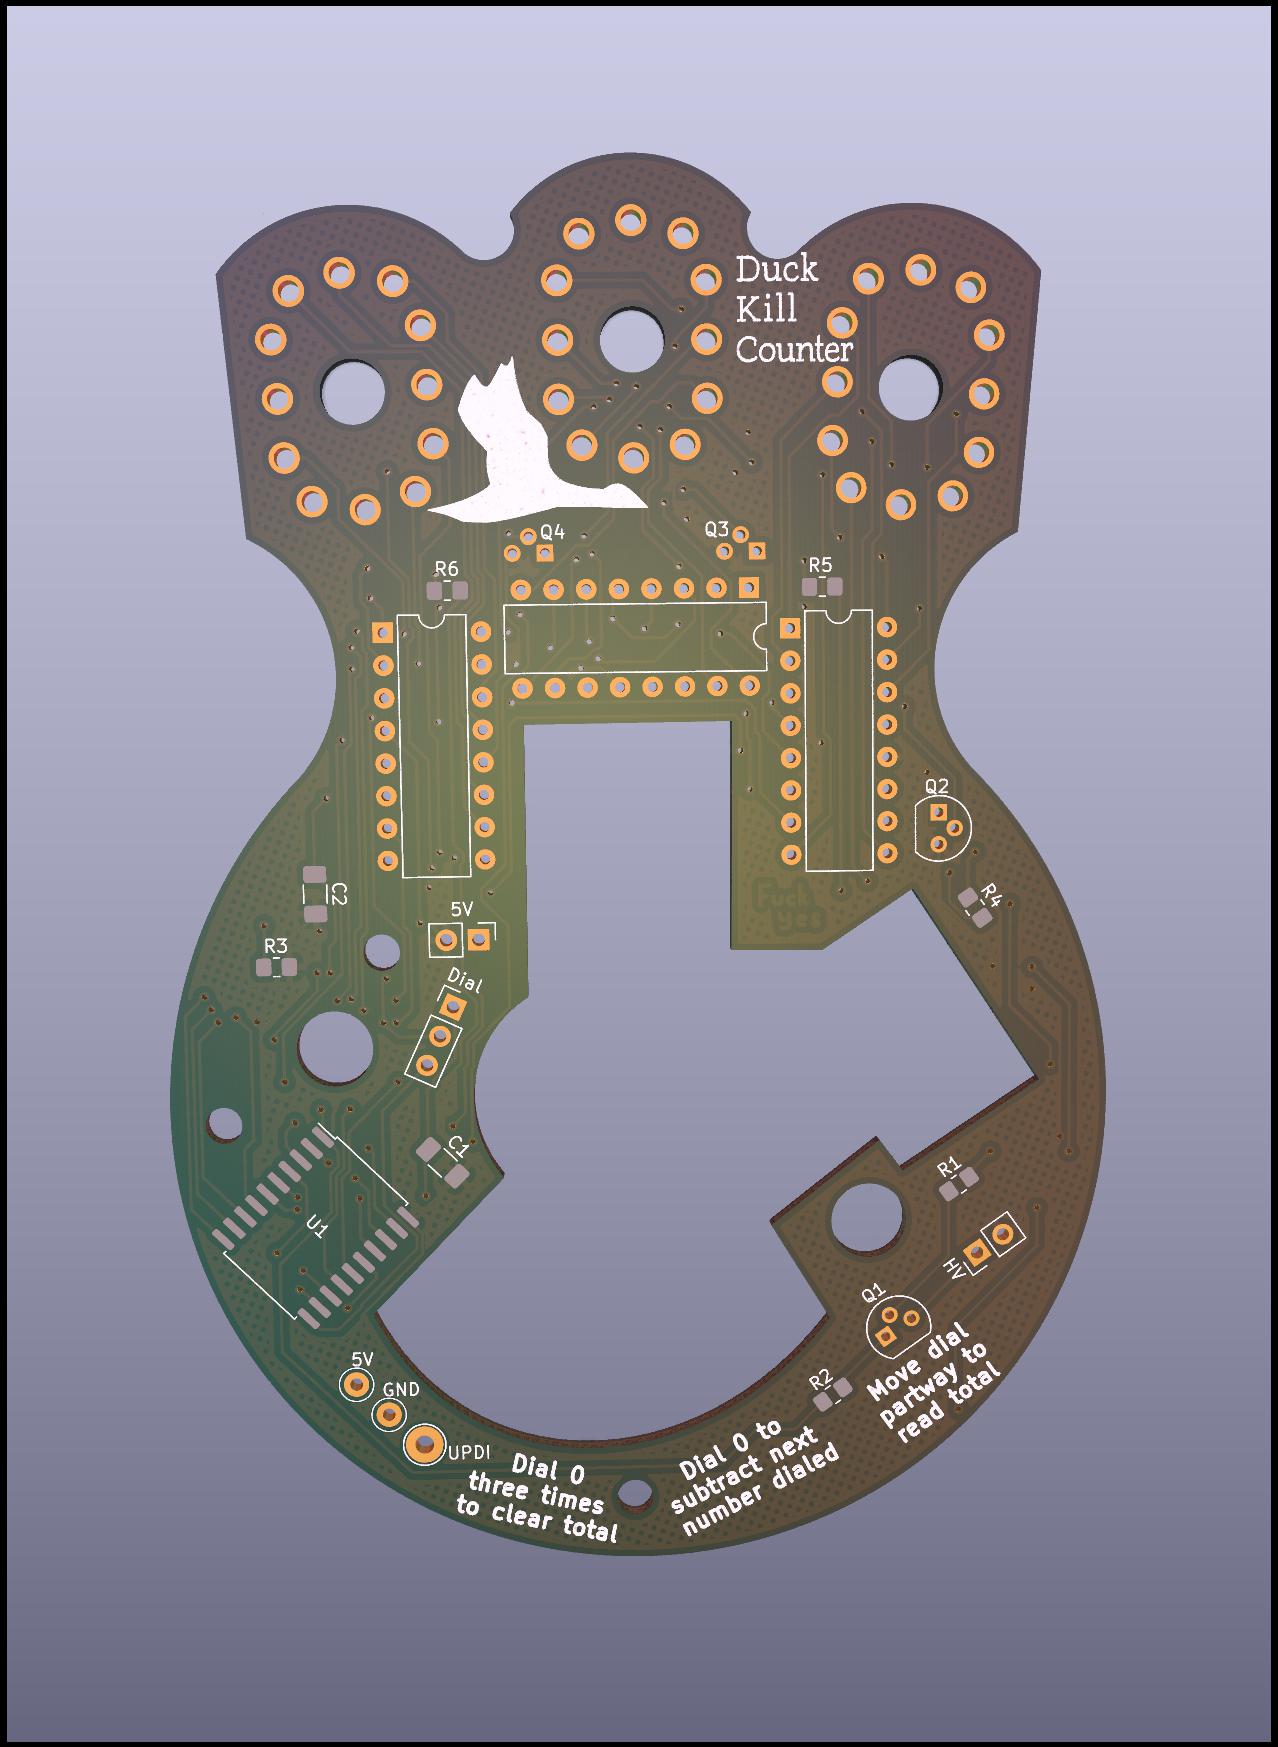 Duck
Kill
Counter
Q4
Q3
R6
R5
Q2
C2
Fuck
yes
R4
5V
R3
Dial
C1
R1
U1
HV
Q1
5V
GND
UPDI
R2
Move dial
partway to
read total
Dial 0 to
subtract next
number dialed
Dial 0
three times
to clear total